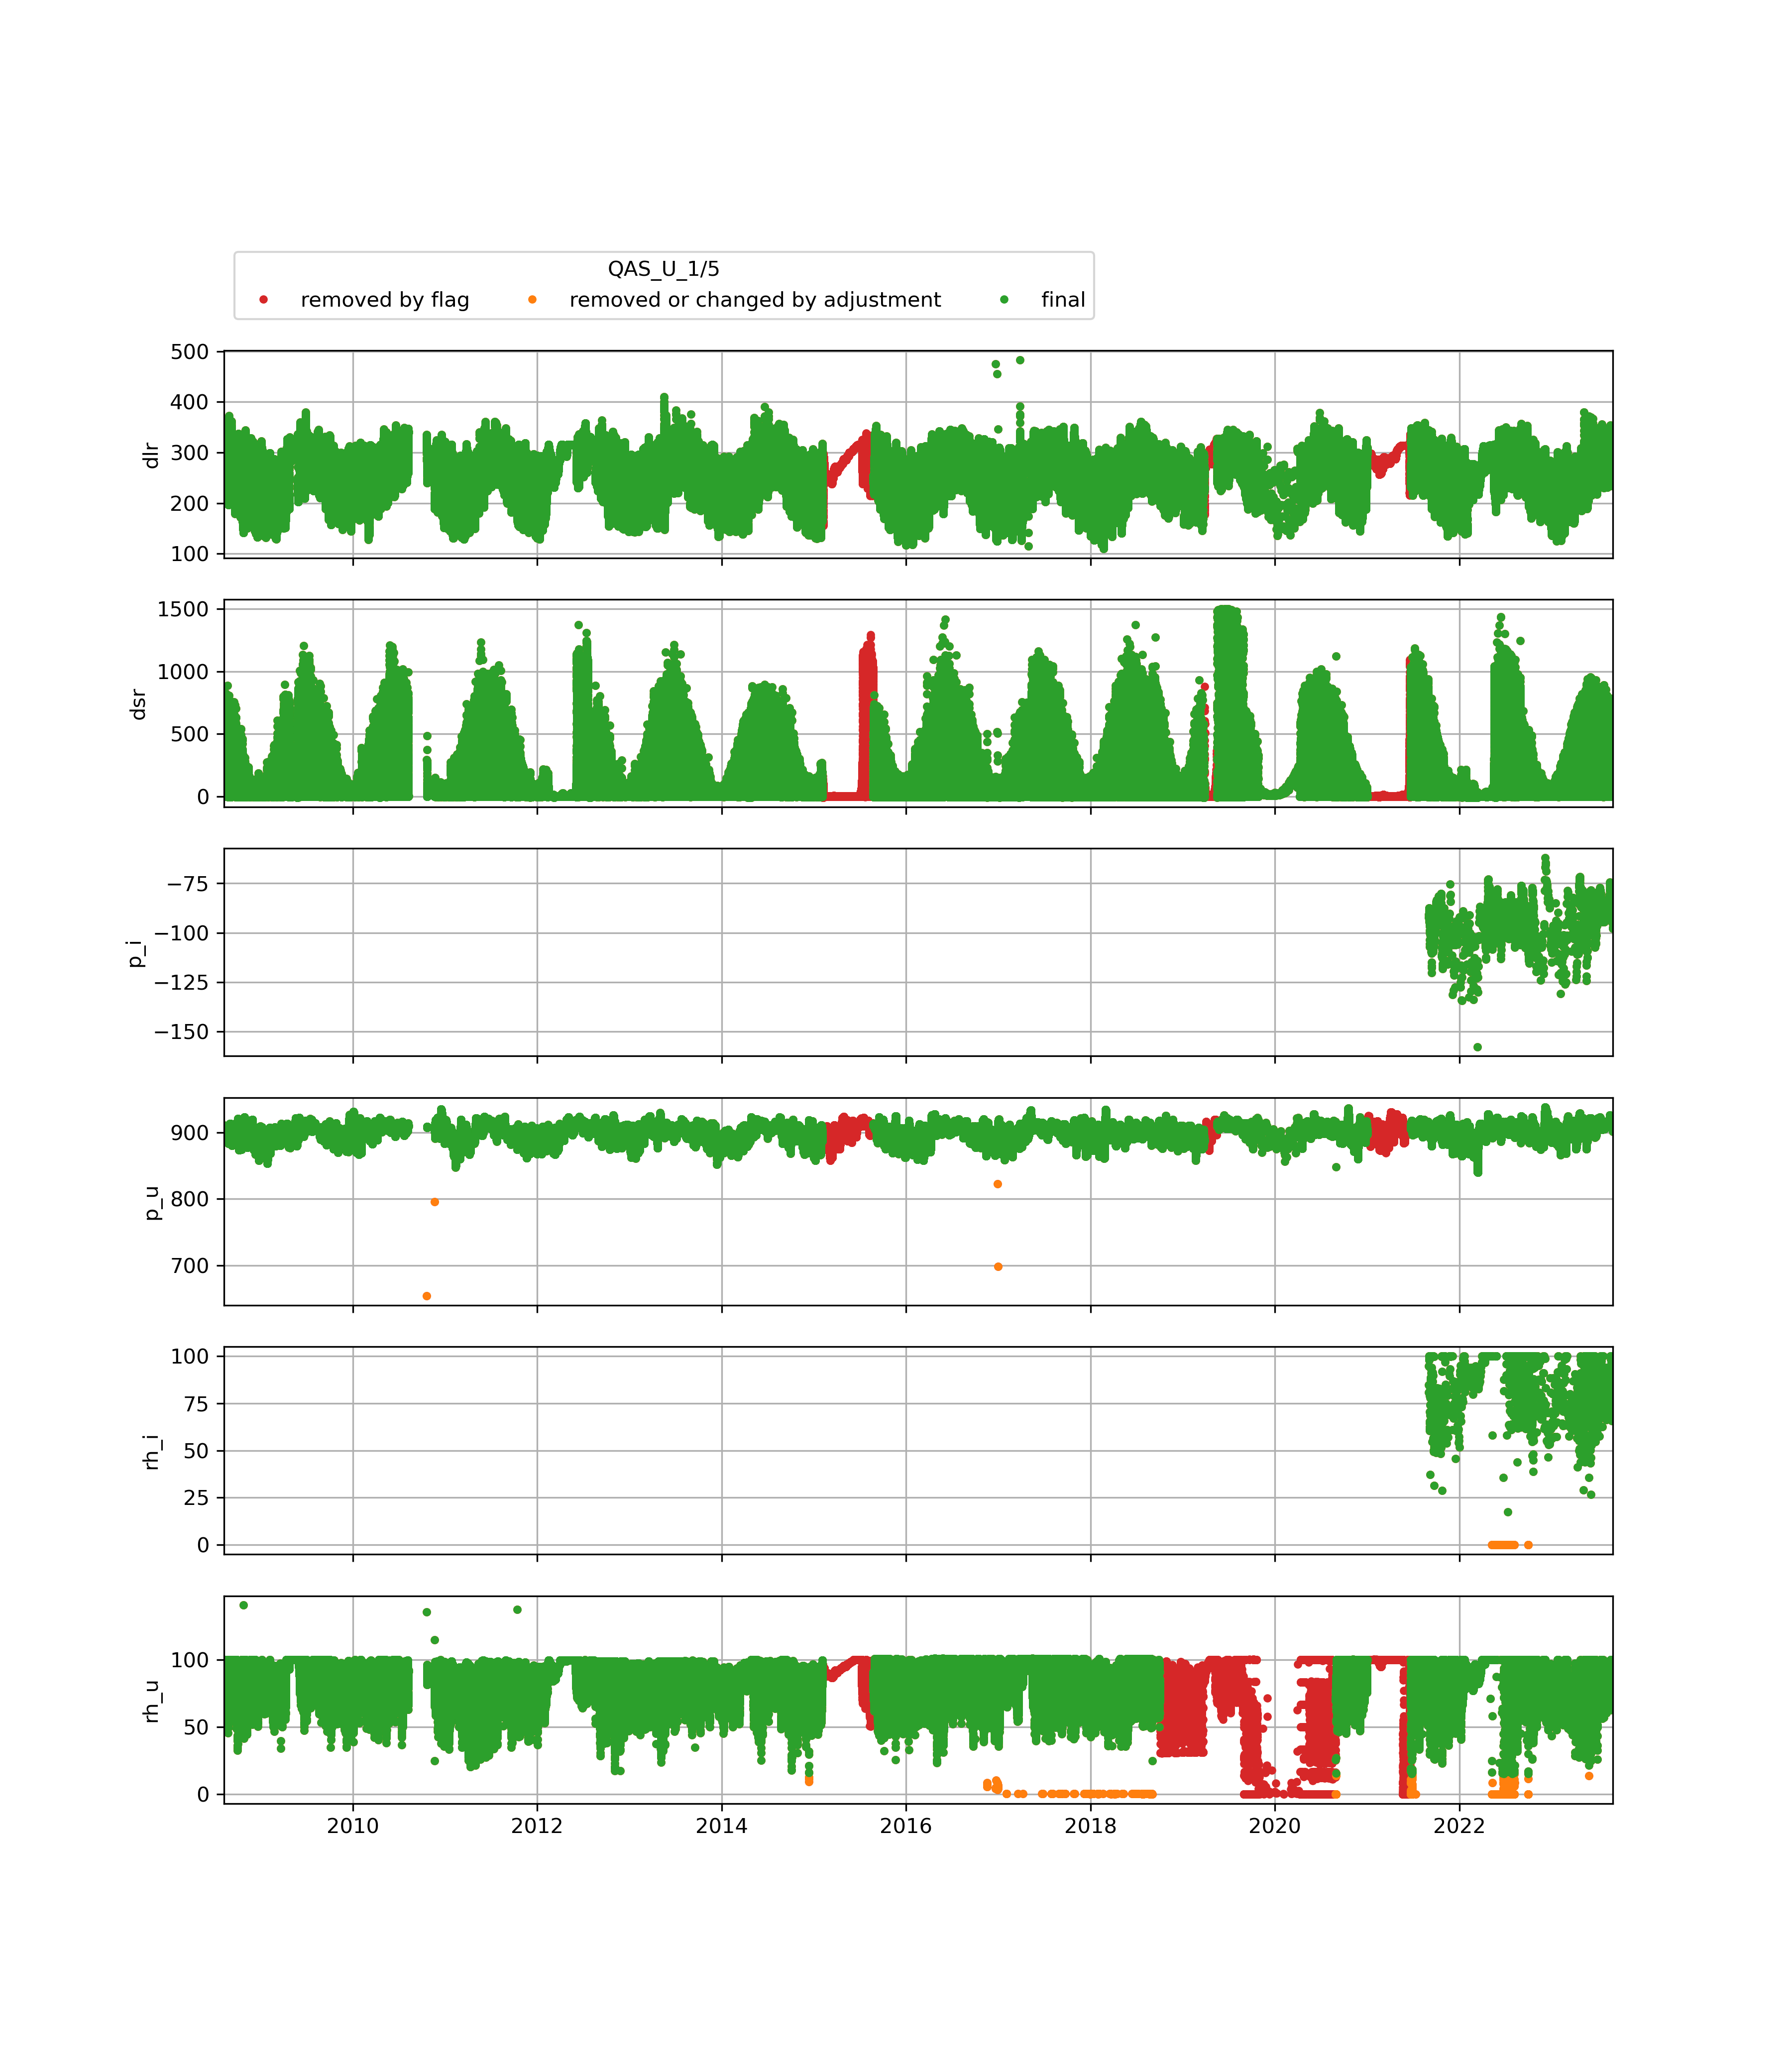 QAS_U_1/5
removed by flag removed or changed by adjustment final
500
400
300
200
100
dlr
1500
1000
500
0
dsr
−75
−100
−125
−150
p_i
900
800
700
p_u
100
75
50
25
0
rh_i
100
50
0
rh_u
2010 2012 2014 2016 2018 2020 2022